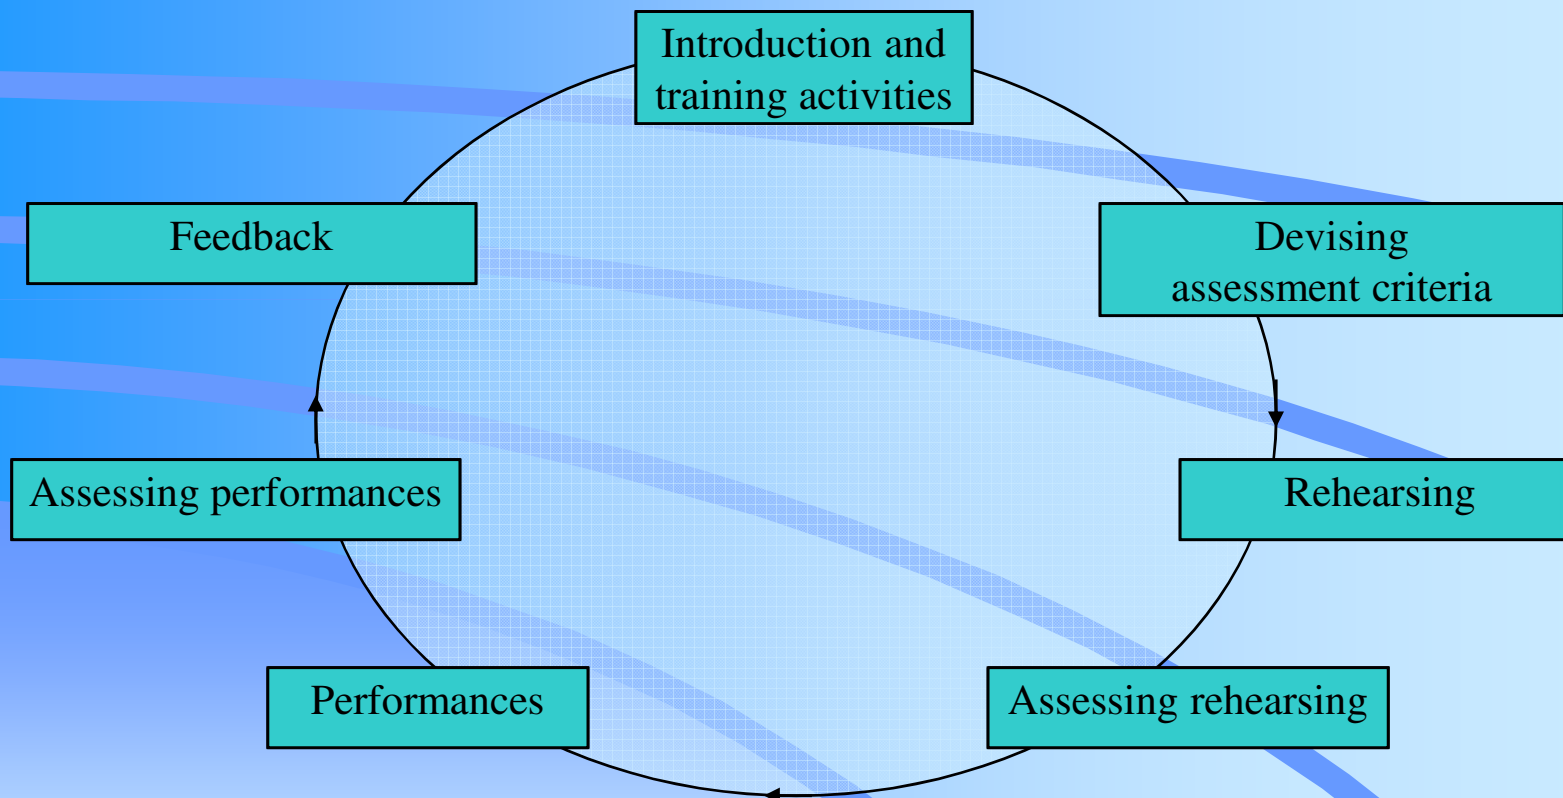 Introduction and
training activities
Feedback
Devising
assessment criteria
Assessing performances
Rehearsing
Performances
Assessing rehearsing